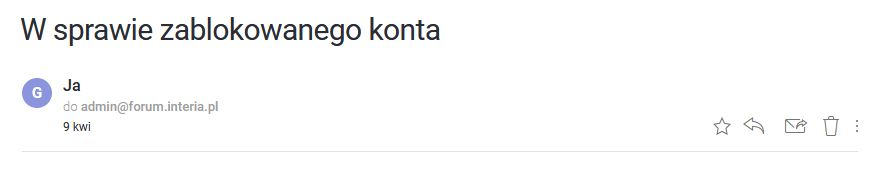 W sprawie zablokowanego konta
G
Ja
do admin@forum.interia.pl
9 kwi